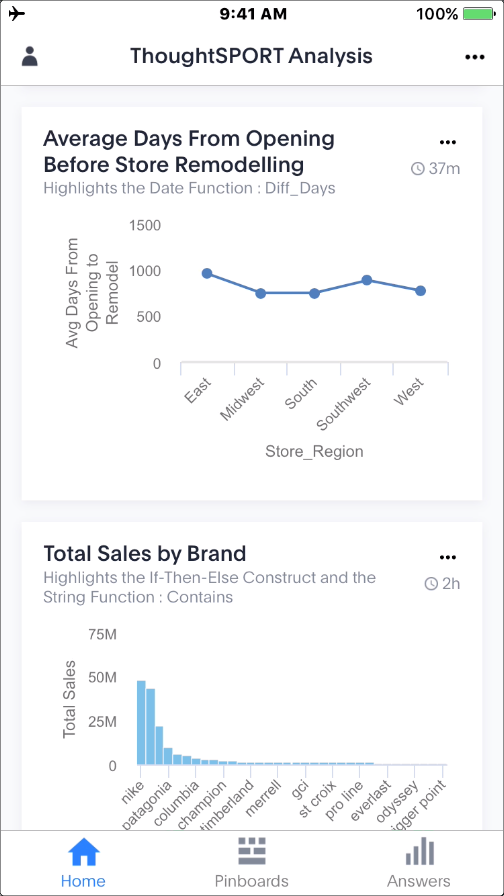 9:41 AM
100%
ThoughtSPORT Analysis
Average Days From Opening
Before Store Remodelling
37m
Highlights the Date Function : Diff_Days
Avg Days From
Opening to
Remodel
1500
1000
500
0
East
Midwest
South
Southwest
West
Store_Region
Total Sales by Brand
Highlights the If-Then-Else Construct and the
String Function : Contains
2h
Total Sales
75M
50M
25M
0
nike
patagonia
columbia
champion
timberland
merrell
gci
st croix
pro line
everlast
odyssey
igger point
Home
Pinboards
Answers